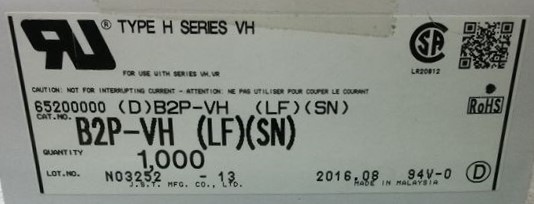 RU ® TYPE H SERIES VH
FOR USE WITH SERIES VH,VR
SA
LR20812
CAUTION: NOT FOR INTERRUPTING CURRENT - ATTENTION: NE PAS UTILISER POUR COUPER LE COURANT
65200000 (D)B2P-VH (LF)(SN)
RoHS
CAT.NO. B2P-VH (LF)(SN)
QUANTITY 1,000
LOT.NO. N03252 - 13 2016.08 94V-0 D
J.S.T. MFG. CO., LTD. MADE IN MALAYSIA